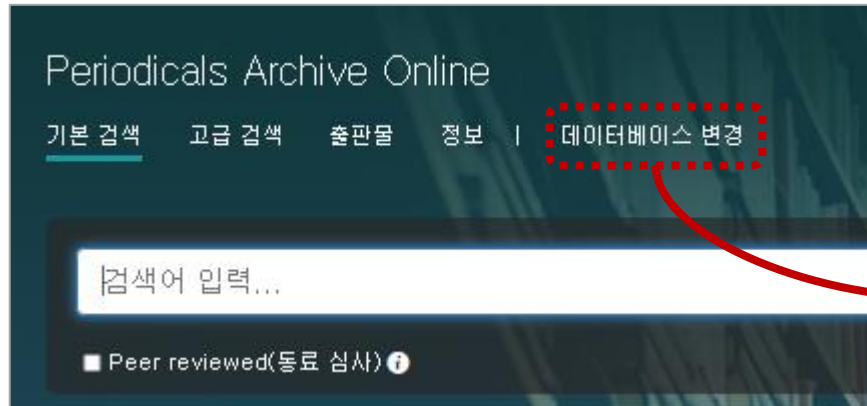 Periodicals Archive Online
기본 검색 고급 검색 출판물 정보 | 데이터베이스 변경
검색어 입력...
Peer reviewed(동료 심사)